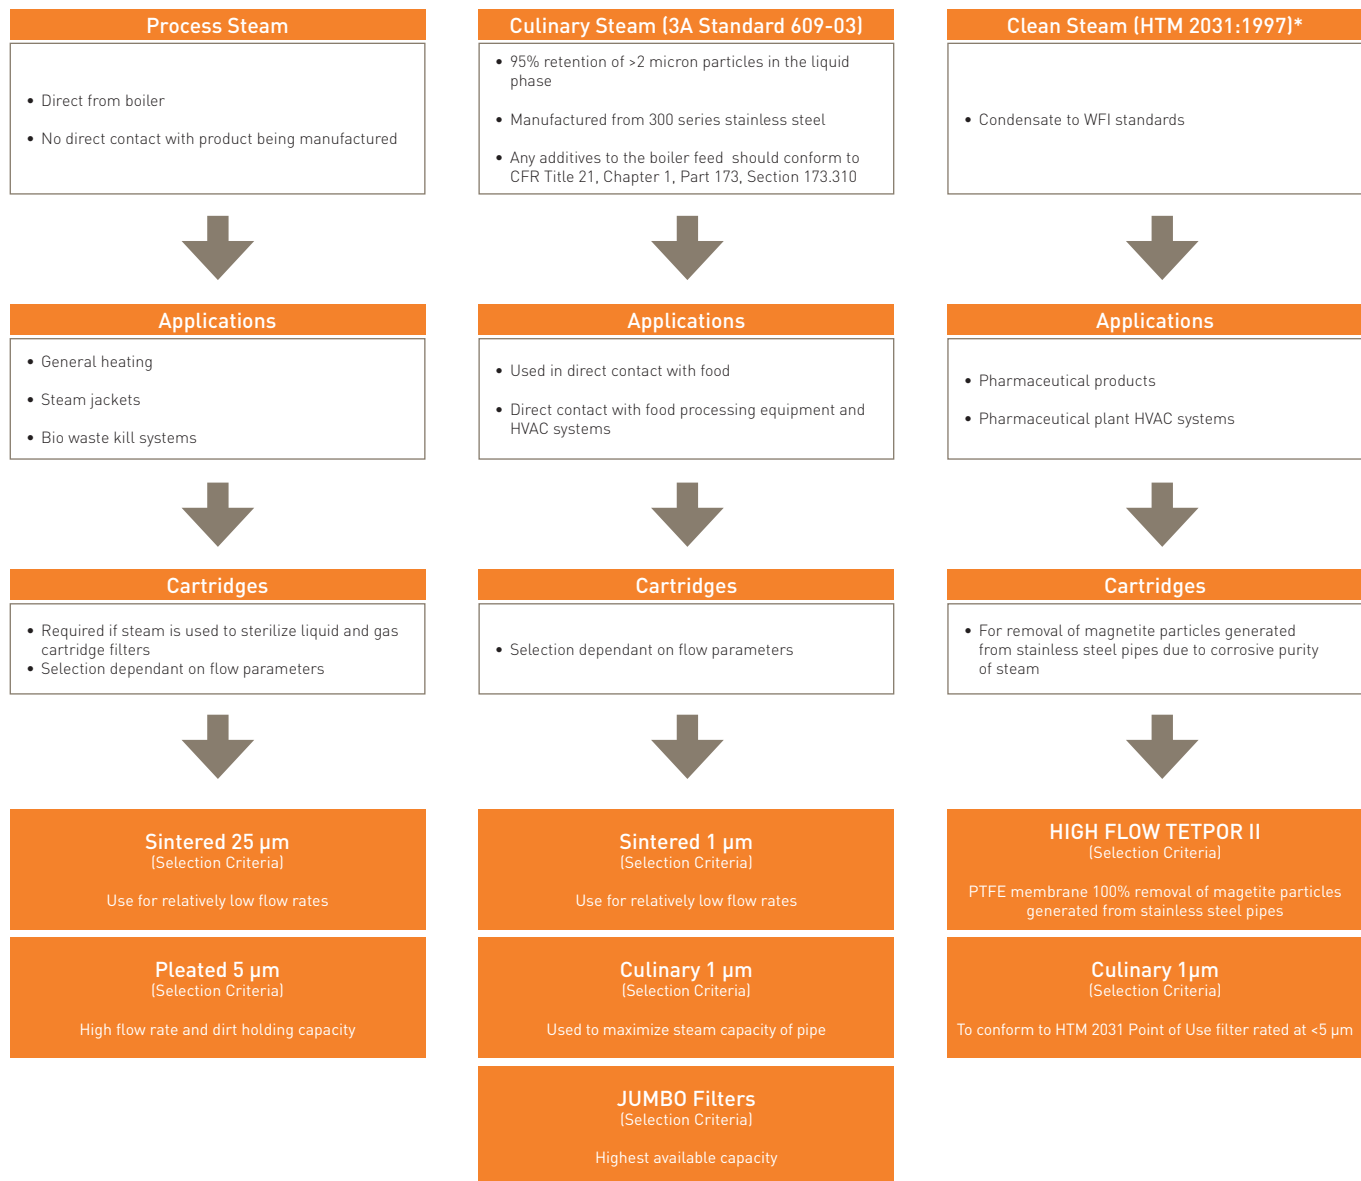 Process Steam
• Direct from boiler
• No direct contact with product being manufactured
Applications
• General heating
• Steam jackets
• Bio waste kill systems
Cartridges
• Required if steam is used to sterilize liquid and gas
cartridge filters
• Selection dependant on flow parameters
Sintered 25 µm
(Selection Criteria)
Use for relatively low flow rates
Pleated 5 µm
(Selection Criteria)
High flow rate and dirt holding capacity
Culinary Steam (3A Standard 609-03)
• 95% retention of >2 micron particles in the liquid
phase
• Manufactured from 300 series stainless steel
• Any additives to the boiler feed should conform to
CFR Title 21, Chapter 1, Part 173, Section 173.310
Applications
• Used in direct contact with food
• Direct contact with food processing equipment and
HVAC systems
Cartridges
• Selection dependant on flow parameters
Sintered 1 µm
(Selection Criteria)
Use for relatively low flow rates
Culinary 1 µm
(Selection Criteria)
Used to maximize steam capacity of pipe
JUMBO Filters
(Selection Criteria)
Highest available capacity
Clean Steam (HTM 2031:1997)*
• Condensate to WFI standards
Applications
• Pharmaceutical products
• Pharmaceutical plant HVAC systems
Cartridges
• For removal of magnetite particles generated
from stainless steel pipes due to corrosive purity
of steam
HIGH FLOW TETPOR II
(Selection Criteria)
PTFE membrane 100% removal of magetite particles
generated from stainless steel pipes
Culinary 1µm
(Selection Criteria)
To conform to HTM 2031 Point of Use filter rated at <5 µm